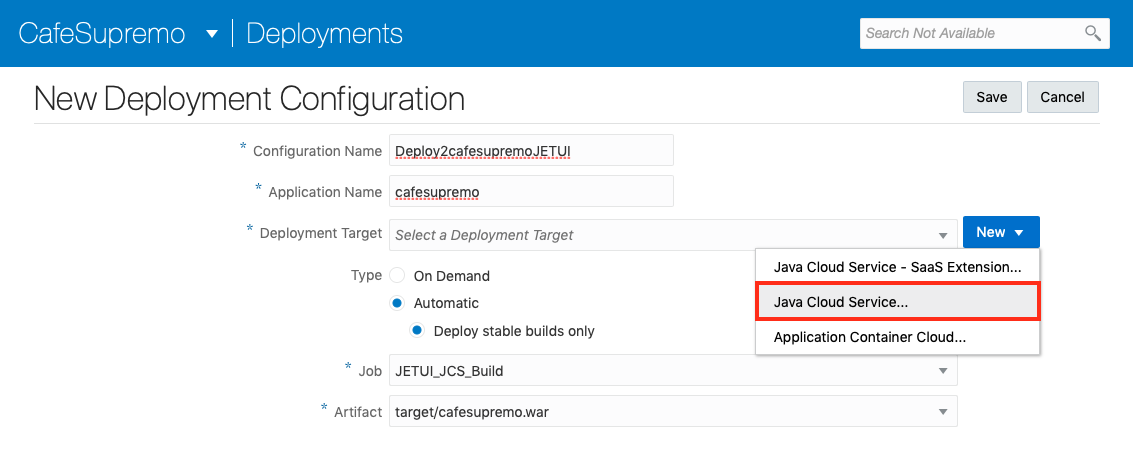 CafeSupremo Deployments
Search Not Available
New Deployment Configuration
Save Cancel
* Configuration Name Deploy2cafesupremoJETUI
* Application Name cafesupremo
* Deployment Target Select a Deployment Target New
Java Cloud Service - SaaS Extension...
Type On Demand
Java Cloud Service...
Automatic
Deploy stable builds only
Application Container Cloud...
* Job JETUI_JCS_Build
* Artifact target/cafesupremo.war